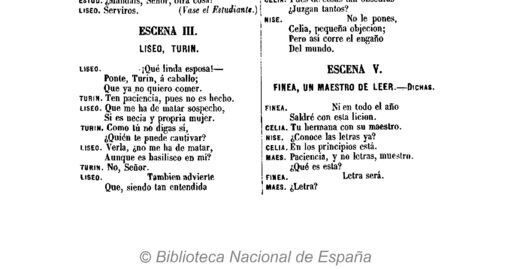 ESTUD. ¿Mandais, Señor, otra cosa?
LISEO. Serviros. (Vase el Estudiante.)
ESCENA III.
LISEO, TURIN.
LISEO. ¡Qué linda esposa!—
Ponte, Turin, á caballo;
Que ya no quiero comer.
TURIN. Ten paciencia, pues no es hecho.
LISEO. Que me ha de matar sospecho,
Si es necia y propria mujer.
TURIN. Como tú no digas sí,
¿Quién te puede cautivar?
LISEO. Verla, ¿no me ha de matar,
Aunque es basilisco en mí?
TURIN. No, Señor.
LISEO. Tambien advierte
Que, siendo tan entendida
¿Juzgan tantos?
NISE. No le pones,
Celia, pequeña objecion;
Pero así corre el engaño
Del mundo.
ESCENA V.
FINEA, UN MAESTRO DE LEER.—DICHAS.
FINEA. Ni en todo el año
Saldré con esta licion.
CELIA. Tu hermana con su maestro.
NISE. ¿Conoce las letras ya?
CELIA. En los principios está.
MAES. Paciencia, y no letras, muestro.
¿Qué es esta?
FINEA. Letra será.
MAES. ¿Letra?
© Biblioteca Nacional de España